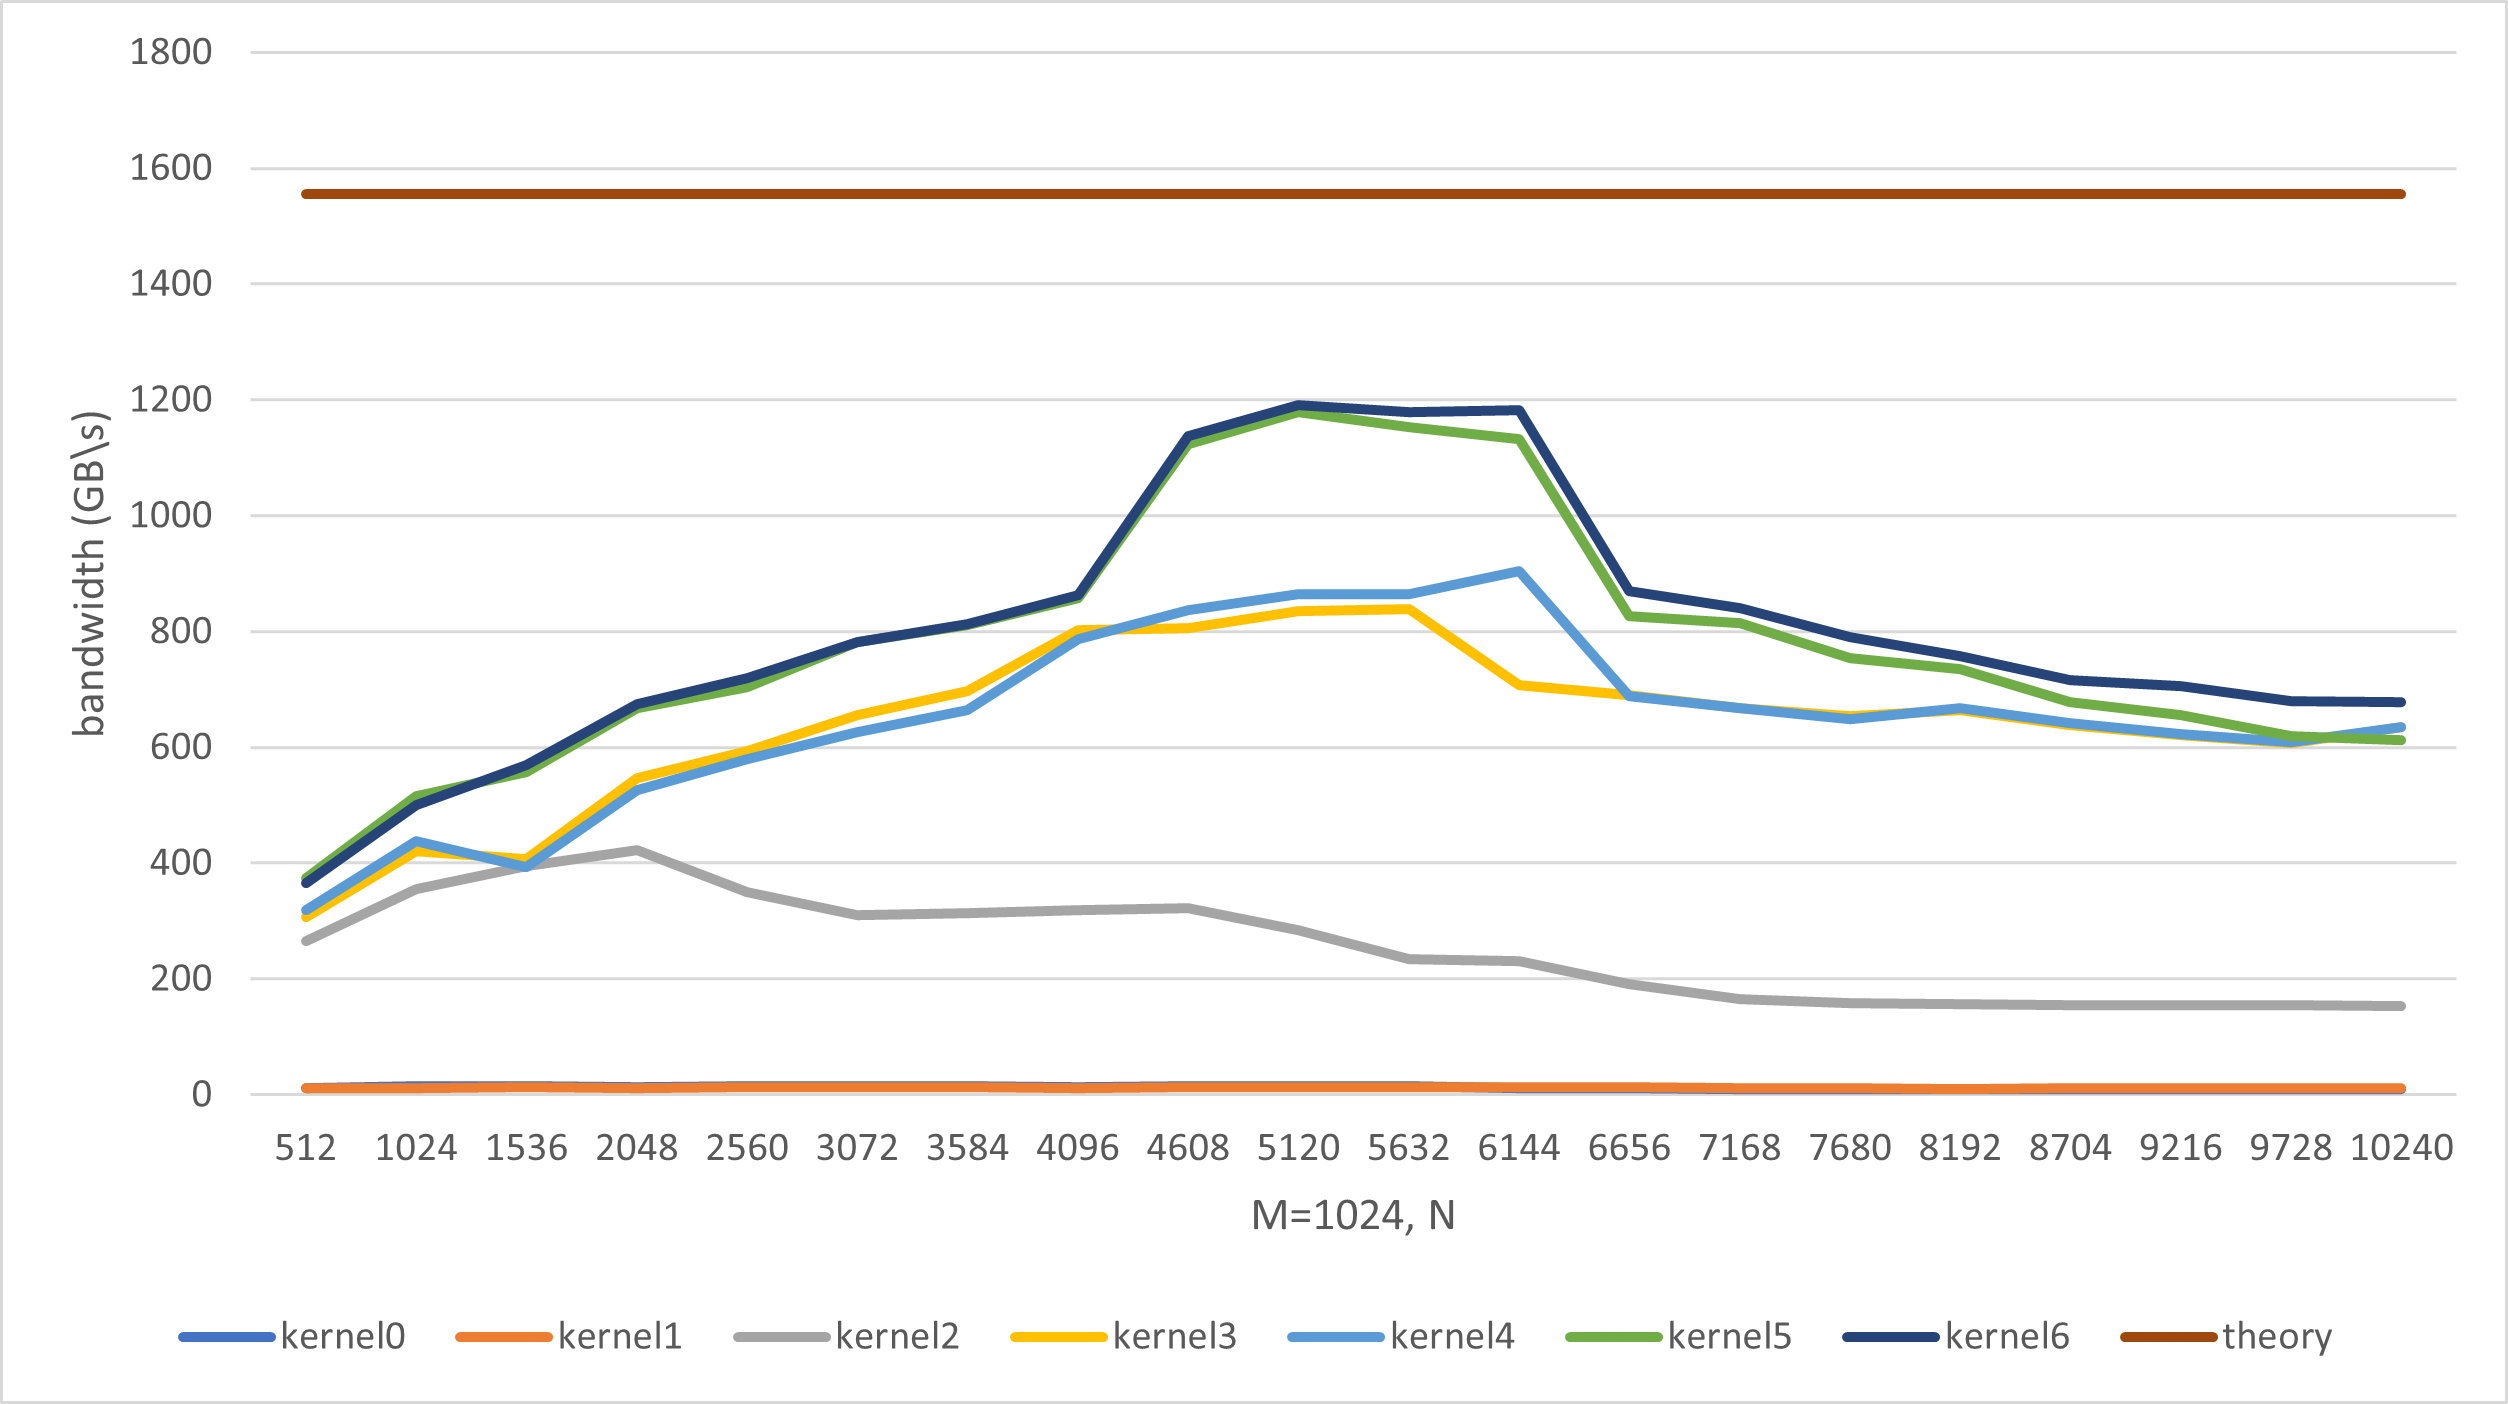 1800
1600
1400
1200
1000
800
600
400
200
0
bandwidth (GB\s)
512 1024 1536 2048 2560 3072 3584 4096 4608 5120 5632 6144 6656 7168 7680 8192 8704 9216 9728 10240
M=1024, N
kernel0 kernel1 kernel2 kernel3 kernel4 kernel5 kernel6 theory